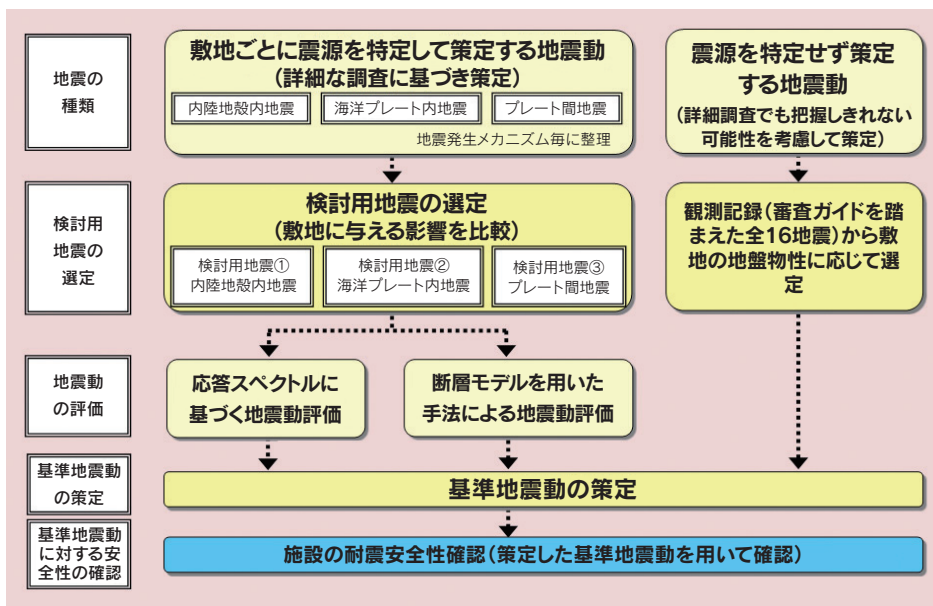 地震の
種類
敷地ごとに震源を特定して策定する地震動
(詳細な調査に基づき策定)
内陸地殻内地震
海洋プレート内地震
プレート間地震
地震発生メカニズム毎に整理
震源を特定せず策定
する地震動
(詳細調査でも把握しきれない
可能性を考慮して策定)
検討用
地震の
選定
検討用地震の選定
(敷地に与える影響を比較)
検討用地震①
内陸地殻内地震
検討用地震②
海洋プレート内地震
検討用地震③
プレート間地震
観測記録(審査ガイドを踏
まえた全16地震)から敷
地の地盤物性に応じて選
定
地震動
の評価
応答スペクトルに
基づく地震動評価
断層モデルを用いた
手法による地震動評価
基準地震動
の策定
基準地震動の策定
基準地震動
に対する安
全性の確認
施設の耐震安全性確認(策定した基準地震動を用いて確認)